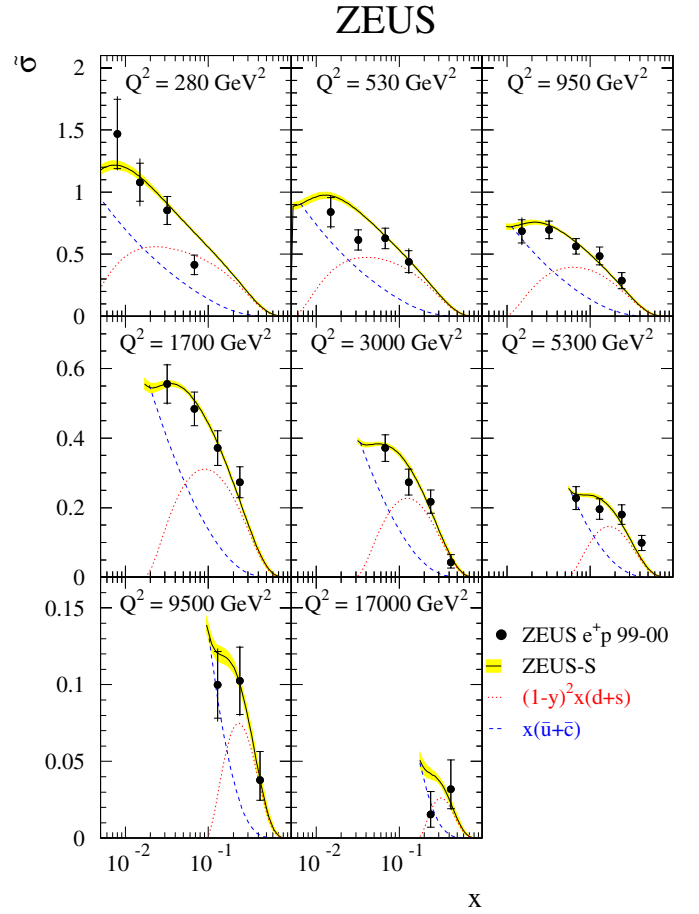 ZEUS
σ̃
Q² = 280 GeV²
Q² = 530 GeV²
Q² = 950 GeV²
2
1.5
1
0.5
0
Q² = 1700 GeV²
Q² = 3000 GeV²
Q² = 5300 GeV²
0.6
0.4
0.2
0
Q² = 9500 GeV²
Q² = 17000 GeV²
0.15
0.1
0.05
0
ZEUS e⁺p 99-00
ZEUS-S
(1-y)²x(d+s)
x(ū+c̄)
10⁻² 10⁻¹ 10⁻² 10⁻¹
x